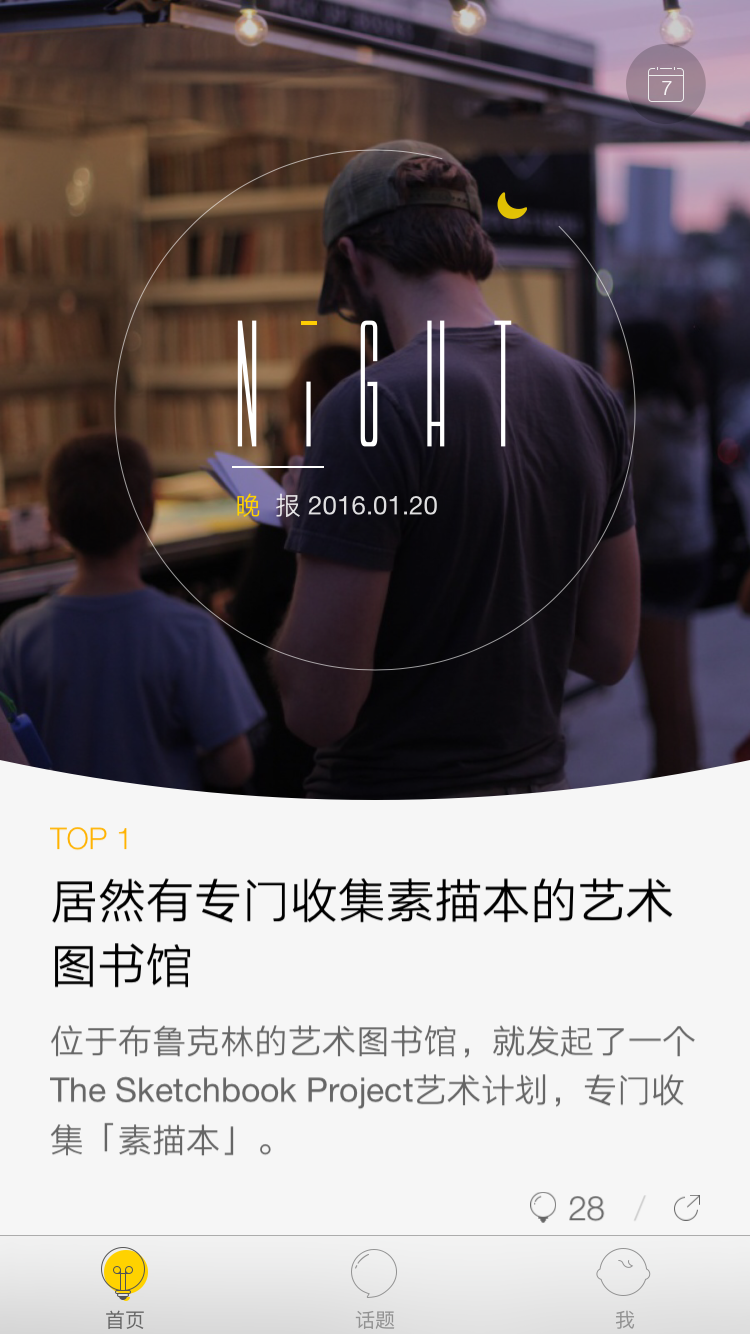 7
NiGHT
晚 报 2016.01.20
TOP 1
居然有专门收集素描本的艺术
图书馆
位于布鲁克林的艺术图书馆，就发起了一个
The Sketchbook Project艺术计划，专门收
集「素描本」。
28 /
首页 话题 我